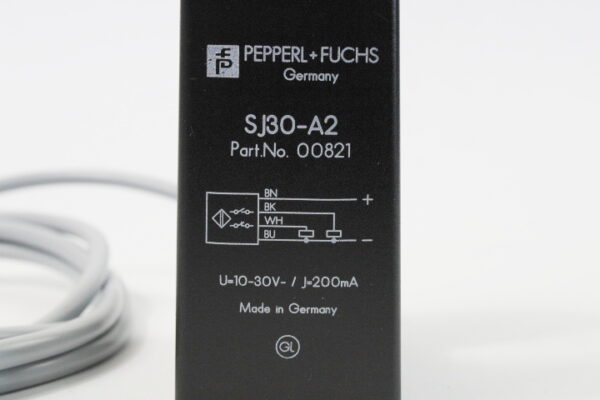 PEPPERL+FUCHS
Germany
SJ30-A2
Part.No. 00821
BN
+
BK
WH
BU
-
U=10-30V- / J=200mA
Made in Germany
GL